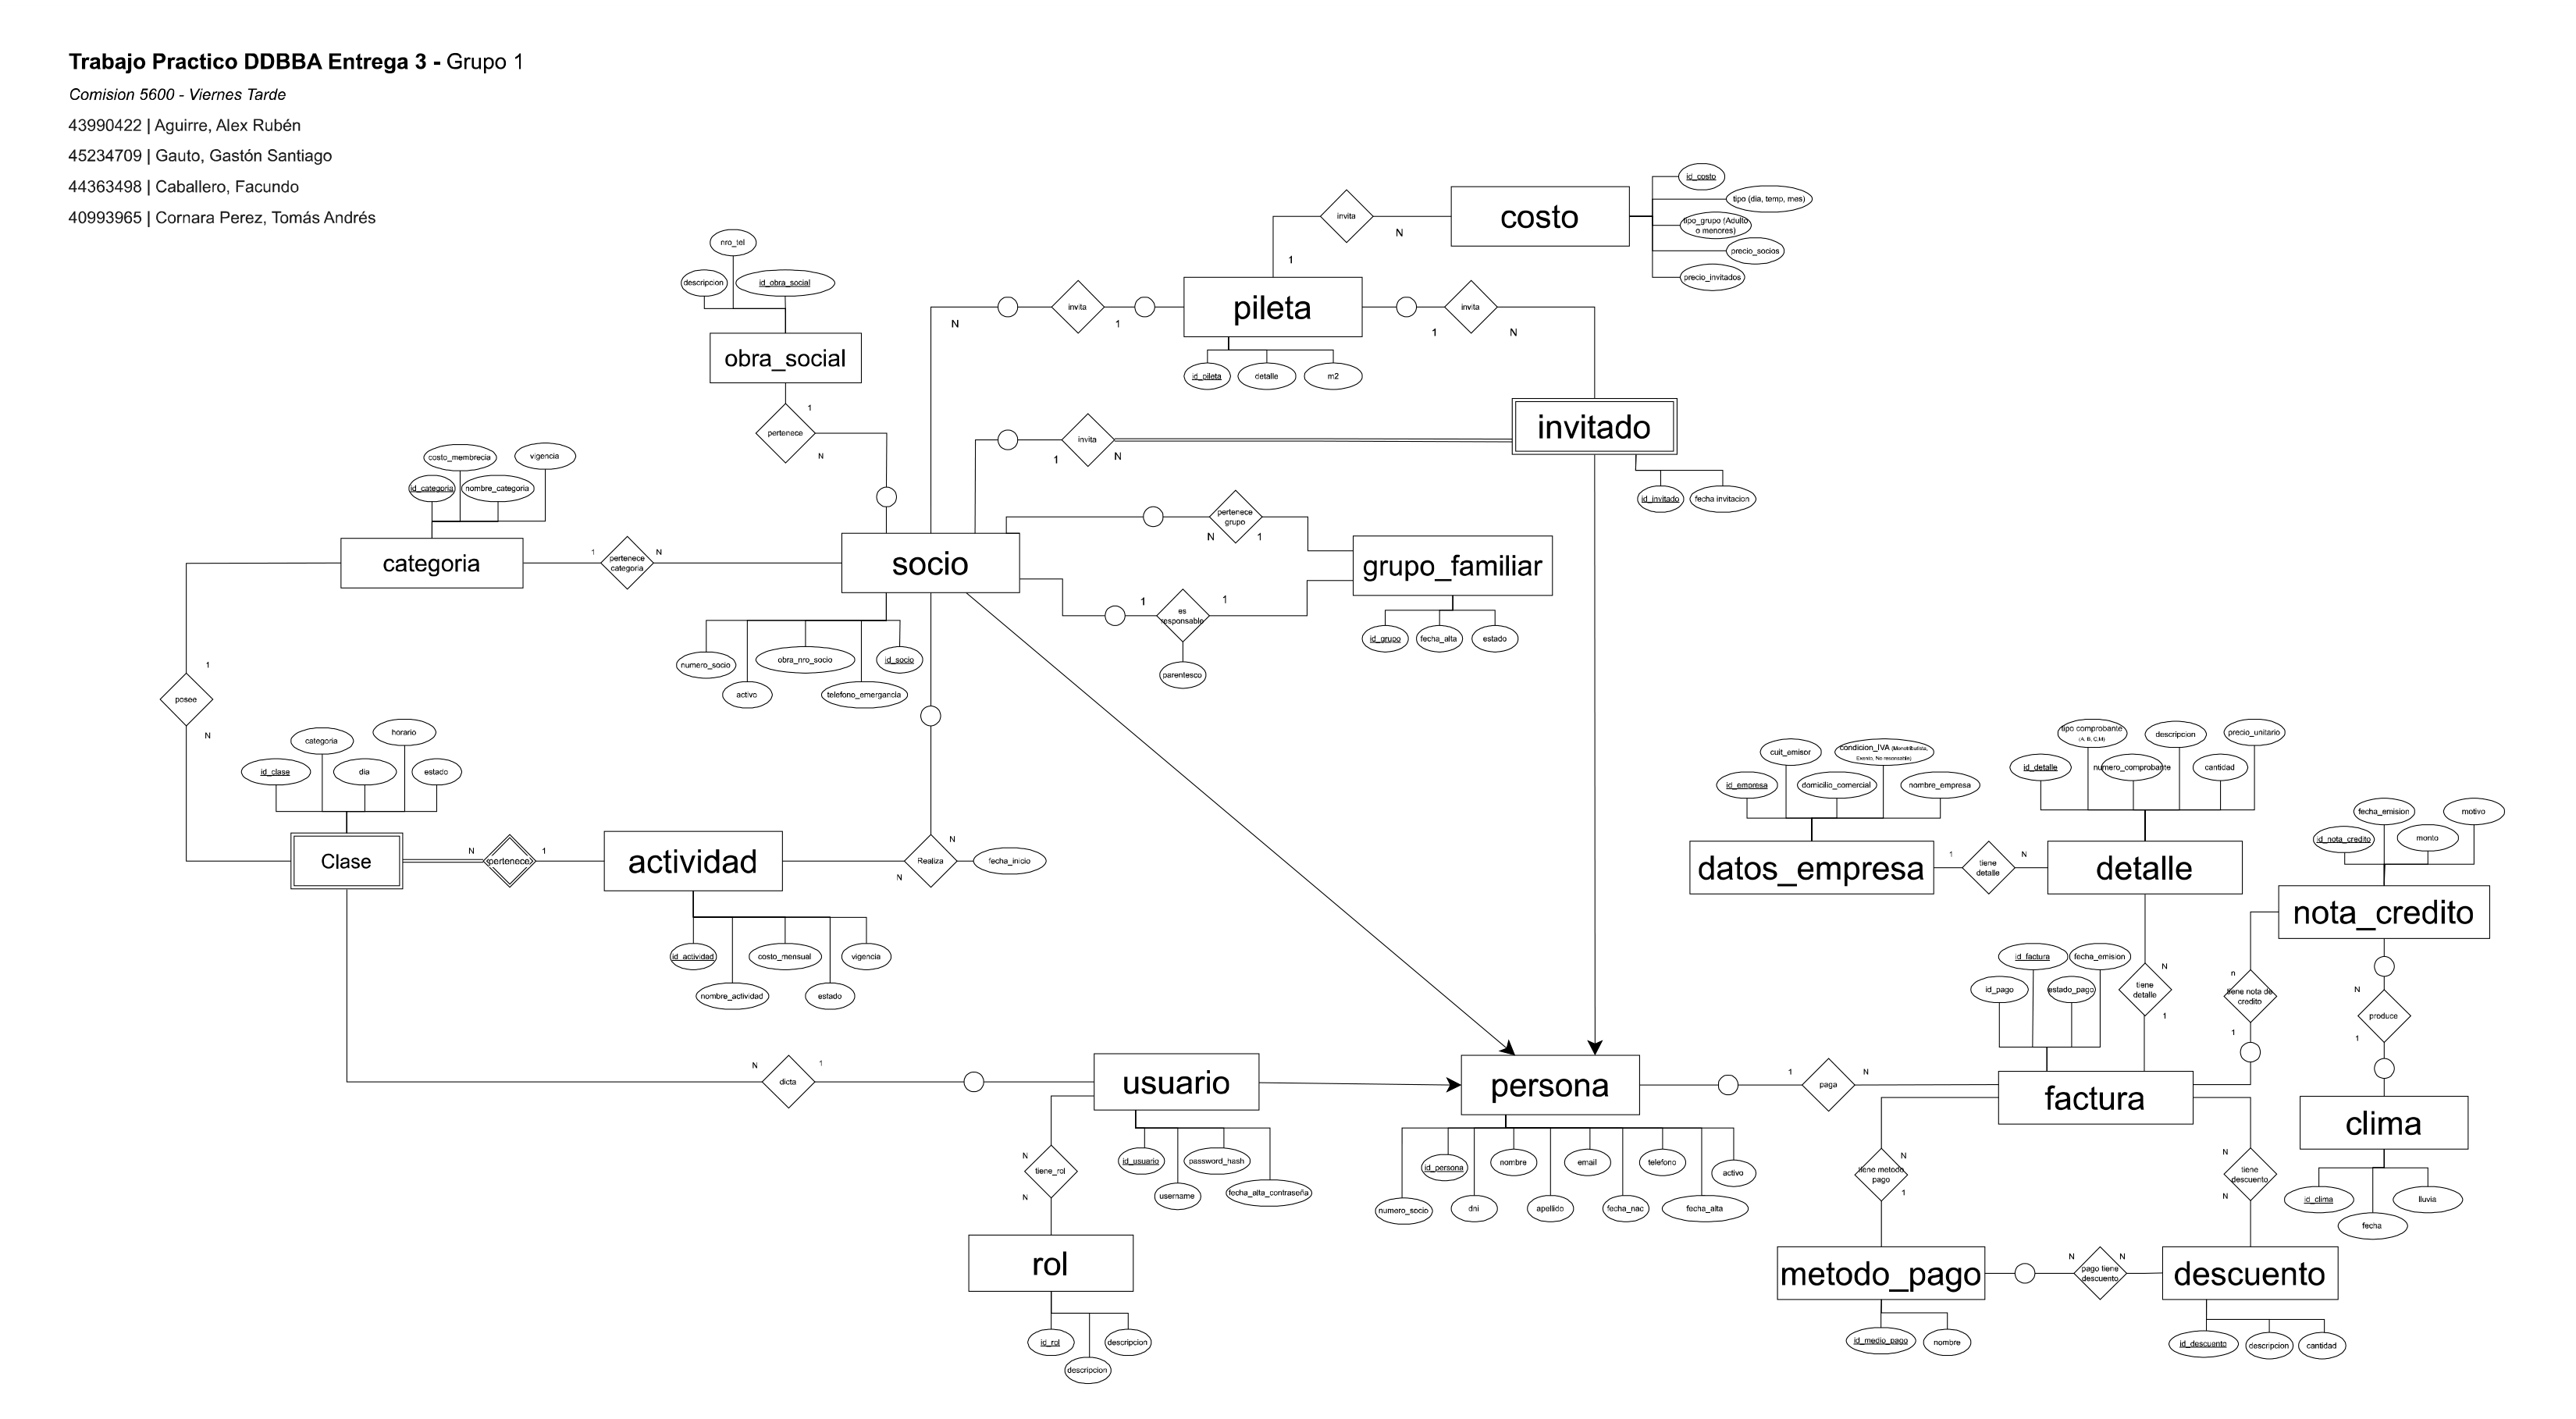 Trabajo Practico DDBBA Entrega 3 - Grupo 1
Comision 5600 - Viernes Tarde
43990422 | Aguirre, Alex Rubén
45234709 | Gauto, Gastón Santiago
44363498 | Caballero, Facundo
40993965 | Cornara Perez, Tomás Andrés
id_costo
tipo (dia, temp, mes)
tipo_grupo (Adulto
o menores)
precio_socios
precio_invitados
costo
invita
N
1
nro_tel
descripcion
id_obra_social
obra_social
1
pertenece
N
pileta
invita
N
1
invita
1
N
id_pileta
detalle
m2
invitado
invita
1
N
id_invitado
fecha invitacion
costo_membrecia
vigencia
id_categoria
nombre_categoria
categoria
1
pertenece
categoria
N
socio
pertenece
grupo
N
1
grupo_familiar
1
es
responsable
1
parentesco
id_grupo
fecha_alta
estado
numero_socio
obra_nro_socio
id_socio
activo
telefono_emergancia
1
posee
N
categoria
horario
id_clase
dia
estado
Clase
N
pertenece
1
actividad
N
Realiza
N
fecha_inicio
id_actividad
costo_mensual
vigencia
nombre_actividad
estado
cuit_emisor
condicion_IVA (Monotributista,
Exento, No resonsable)
id_empresa
domicilio_comercial
nombre_empresa
datos_empresa
1
tiene
detalle
N
tipo comprobante
(A, B, C,M)
descripcion
precio_unitario
id_detalle
numero_comprobante
cantidad
detalle
fecha_emision
motivo
id_nota_credito
monto
nota_credito
id_factura
fecha_emision
id_pago
estado_pago
N
tiene
detalle
1
n
tiene nota de
credito
1
N
produce
1
N
dicta
1
usuario
persona
1
paga
N
factura
clima
id_usuario
password_hash
username
fecha_alta_contraseña
N
tiene_rol
N
id_persona
nombre
email
telefono
activo
numero_socio
dni
apellido
fecha_nac
fecha_alta
N
tiene metodo
pago
1
N
tiene
descuento
N
id_clima
lluvia
fecha
rol
id_rol
descripcion
descripcion
metodo_pago
N
pago tiene
descuento
N
descuento
id_medio_pago
nombre
id_descuento
descripcion
cantidad